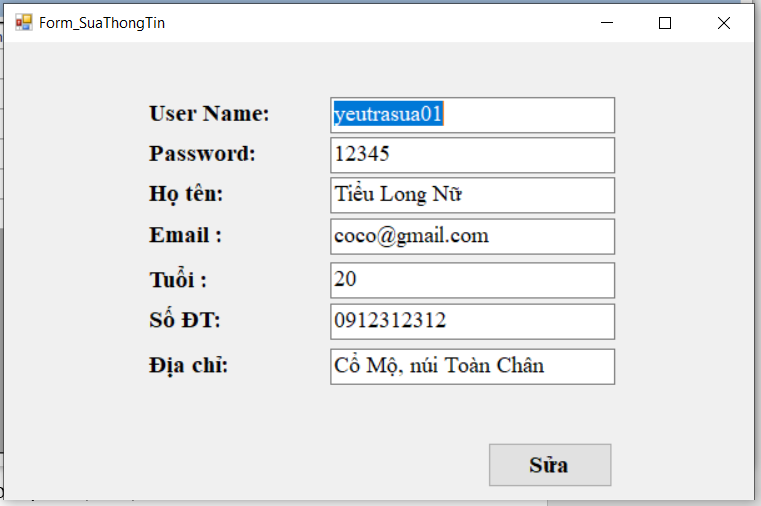 Form_SuaThongTin
User Name: yeutrasua01
Password: 12345
Họ tên: Tiểu Long Nữ
Email : coco@gmail.com
Tuổi : 20
Số ĐT: 0912312312
Địa chỉ: Cổ Mộ, núi Toàn Chân
Sửa